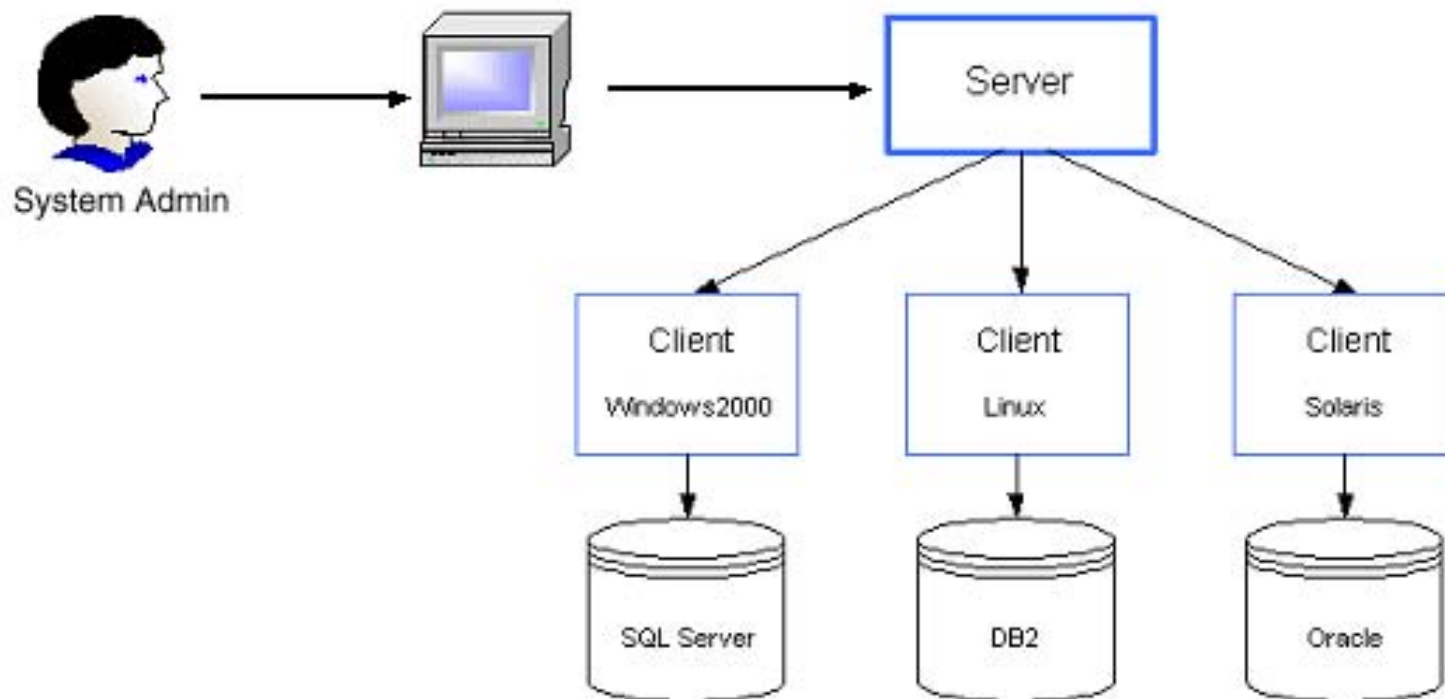 Server
System Admin
Client
Windows2000
Client
Linux
Client
Solaris
SQL Server
DB2
Oracle